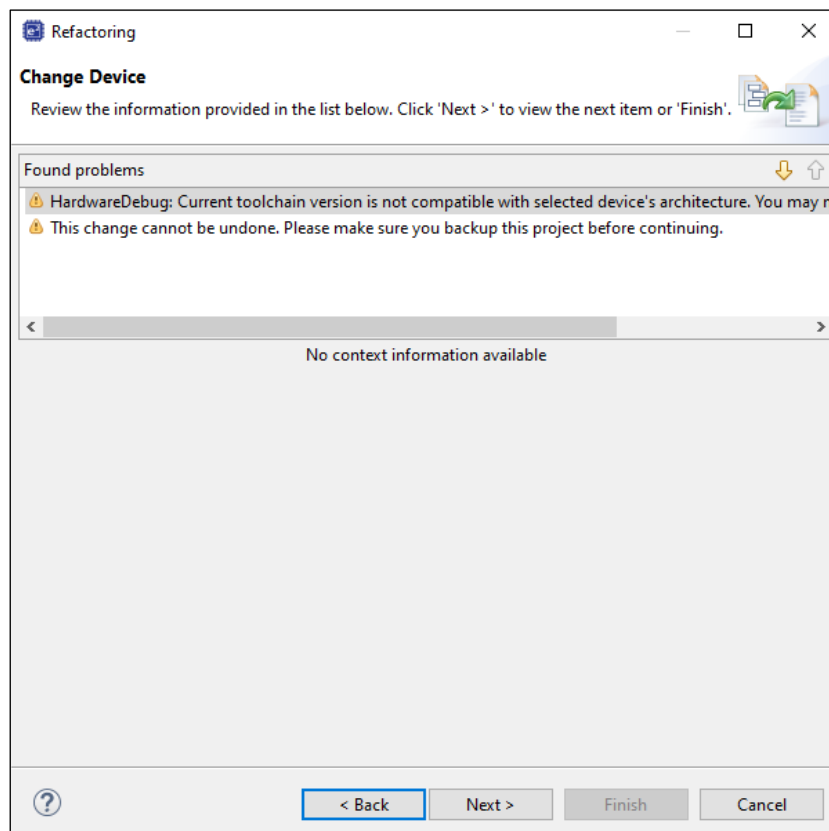 Refactoring
Change Device
Review the information provided in the list below. Click 'Next >' to view the next item or 'Finish'.
Found problems
HardwareDebug: Current toolchain version is not compatible with selected device's architecture. You may
This change cannot be undone. Please make sure you backup this project before continuing.
No context information available
< Back Next > Finish Cancel